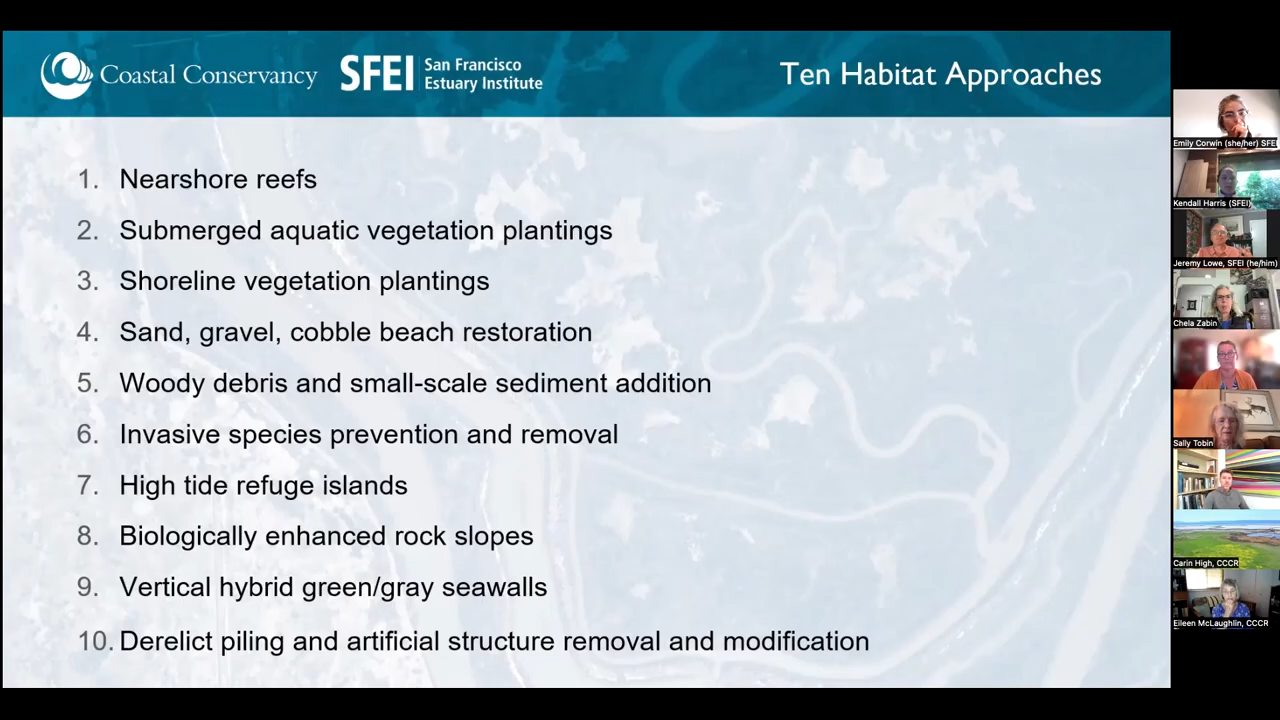 Coastal Conservancy
SFEI
San Francisco
Estuary Institute
Ten Habitat Approaches
1. Nearshore reefs
2. Submerged aquatic vegetation plantings
3. Shoreline vegetation plantings
4. Sand, gravel, cobble beach restoration
5. Woody debris and small-scale sediment addition
6. Invasive species prevention and removal
7. High tide refuge islands
8. Biologically enhanced rock slopes
9. Vertical hybrid green/gray seawalls
10. Derelict piling and artificial structure removal and modification
Emily Corwin (she/her) SFEI
Kendall Harris (SFEI)
Jeremy Lowe, SFEI (he/him)
Chela Zabin
Sally Tobin
Carin High, CCCR
Eileen McLaughlin, CCCR